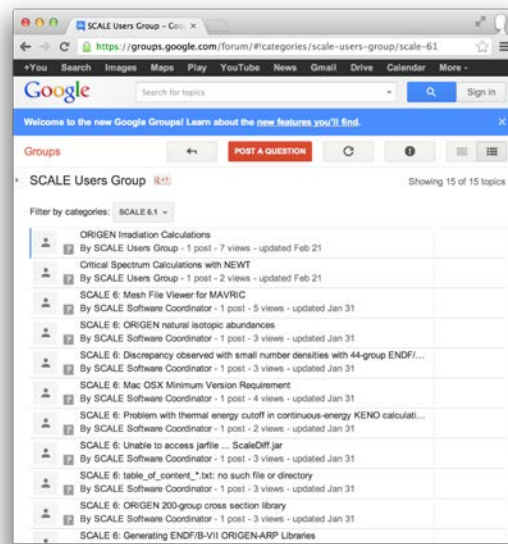 SCALE Users Group – Goo
https://groups.google.com/forum/#!categories/scale-users-group/scale-61
+You Search Images Maps Play YouTube News Gmail Drive Calendar More
Google Search for topics Sign in
Welcome to the new Google Groups! Learn about the new features you'll find.
Groups POST A QUESTION
SCALE Users Group Showing 15 of 15 topics
Filter by categories: SCALE 6.1
ORIGEN Irradiation Calculations
By SCALE Users Group - 1 post - 7 views - updated Feb 21
Critical Spectrum Calculations with NEWT
By SCALE Users Group - 1 post - 2 views - updated Feb 21
SCALE 6: Mesh File Viewer for MAVRIC
By SCALE Software Coordinator - 1 post - 5 views - updated Jan 31
SCALE 6: ORIGEN natural isotopic abundances
By SCALE Software Coordinator - 1 post - 3 views - updated Jan 31
SCALE 6: Discrepancy observed with small number densities with 44-group ENDF/…
By SCALE Software Coordinator - 1 post - 3 views - updated Jan 31
SCALE 6: Mac OSX Minimum Version Requirement
By SCALE Software Coordinator - 1 post - 4 views - updated Jan 31
SCALE 6: Problem with thermal energy cutoff in continuous-energy KENO calculati…
By SCALE Software Coordinator - 1 post - 2 views - updated Jan 31
SCALE 6: Unable to access jarfile ... ScaleDiff.jar
By SCALE Software Coordinator - 1 post - 3 views - updated Jan 31
SCALE 6: table_of_content_*.txt: no such file or directory
By SCALE Software Coordinator - 1 post - 3 views - updated Jan 31
SCALE 6: ORIGEN 200-group cross section library
By SCALE Software Coordinator - 1 post - 3 views - updated Jan 31
SCALE 6: Generating ENDF/B-VII ORIGEN-ARP Libraries